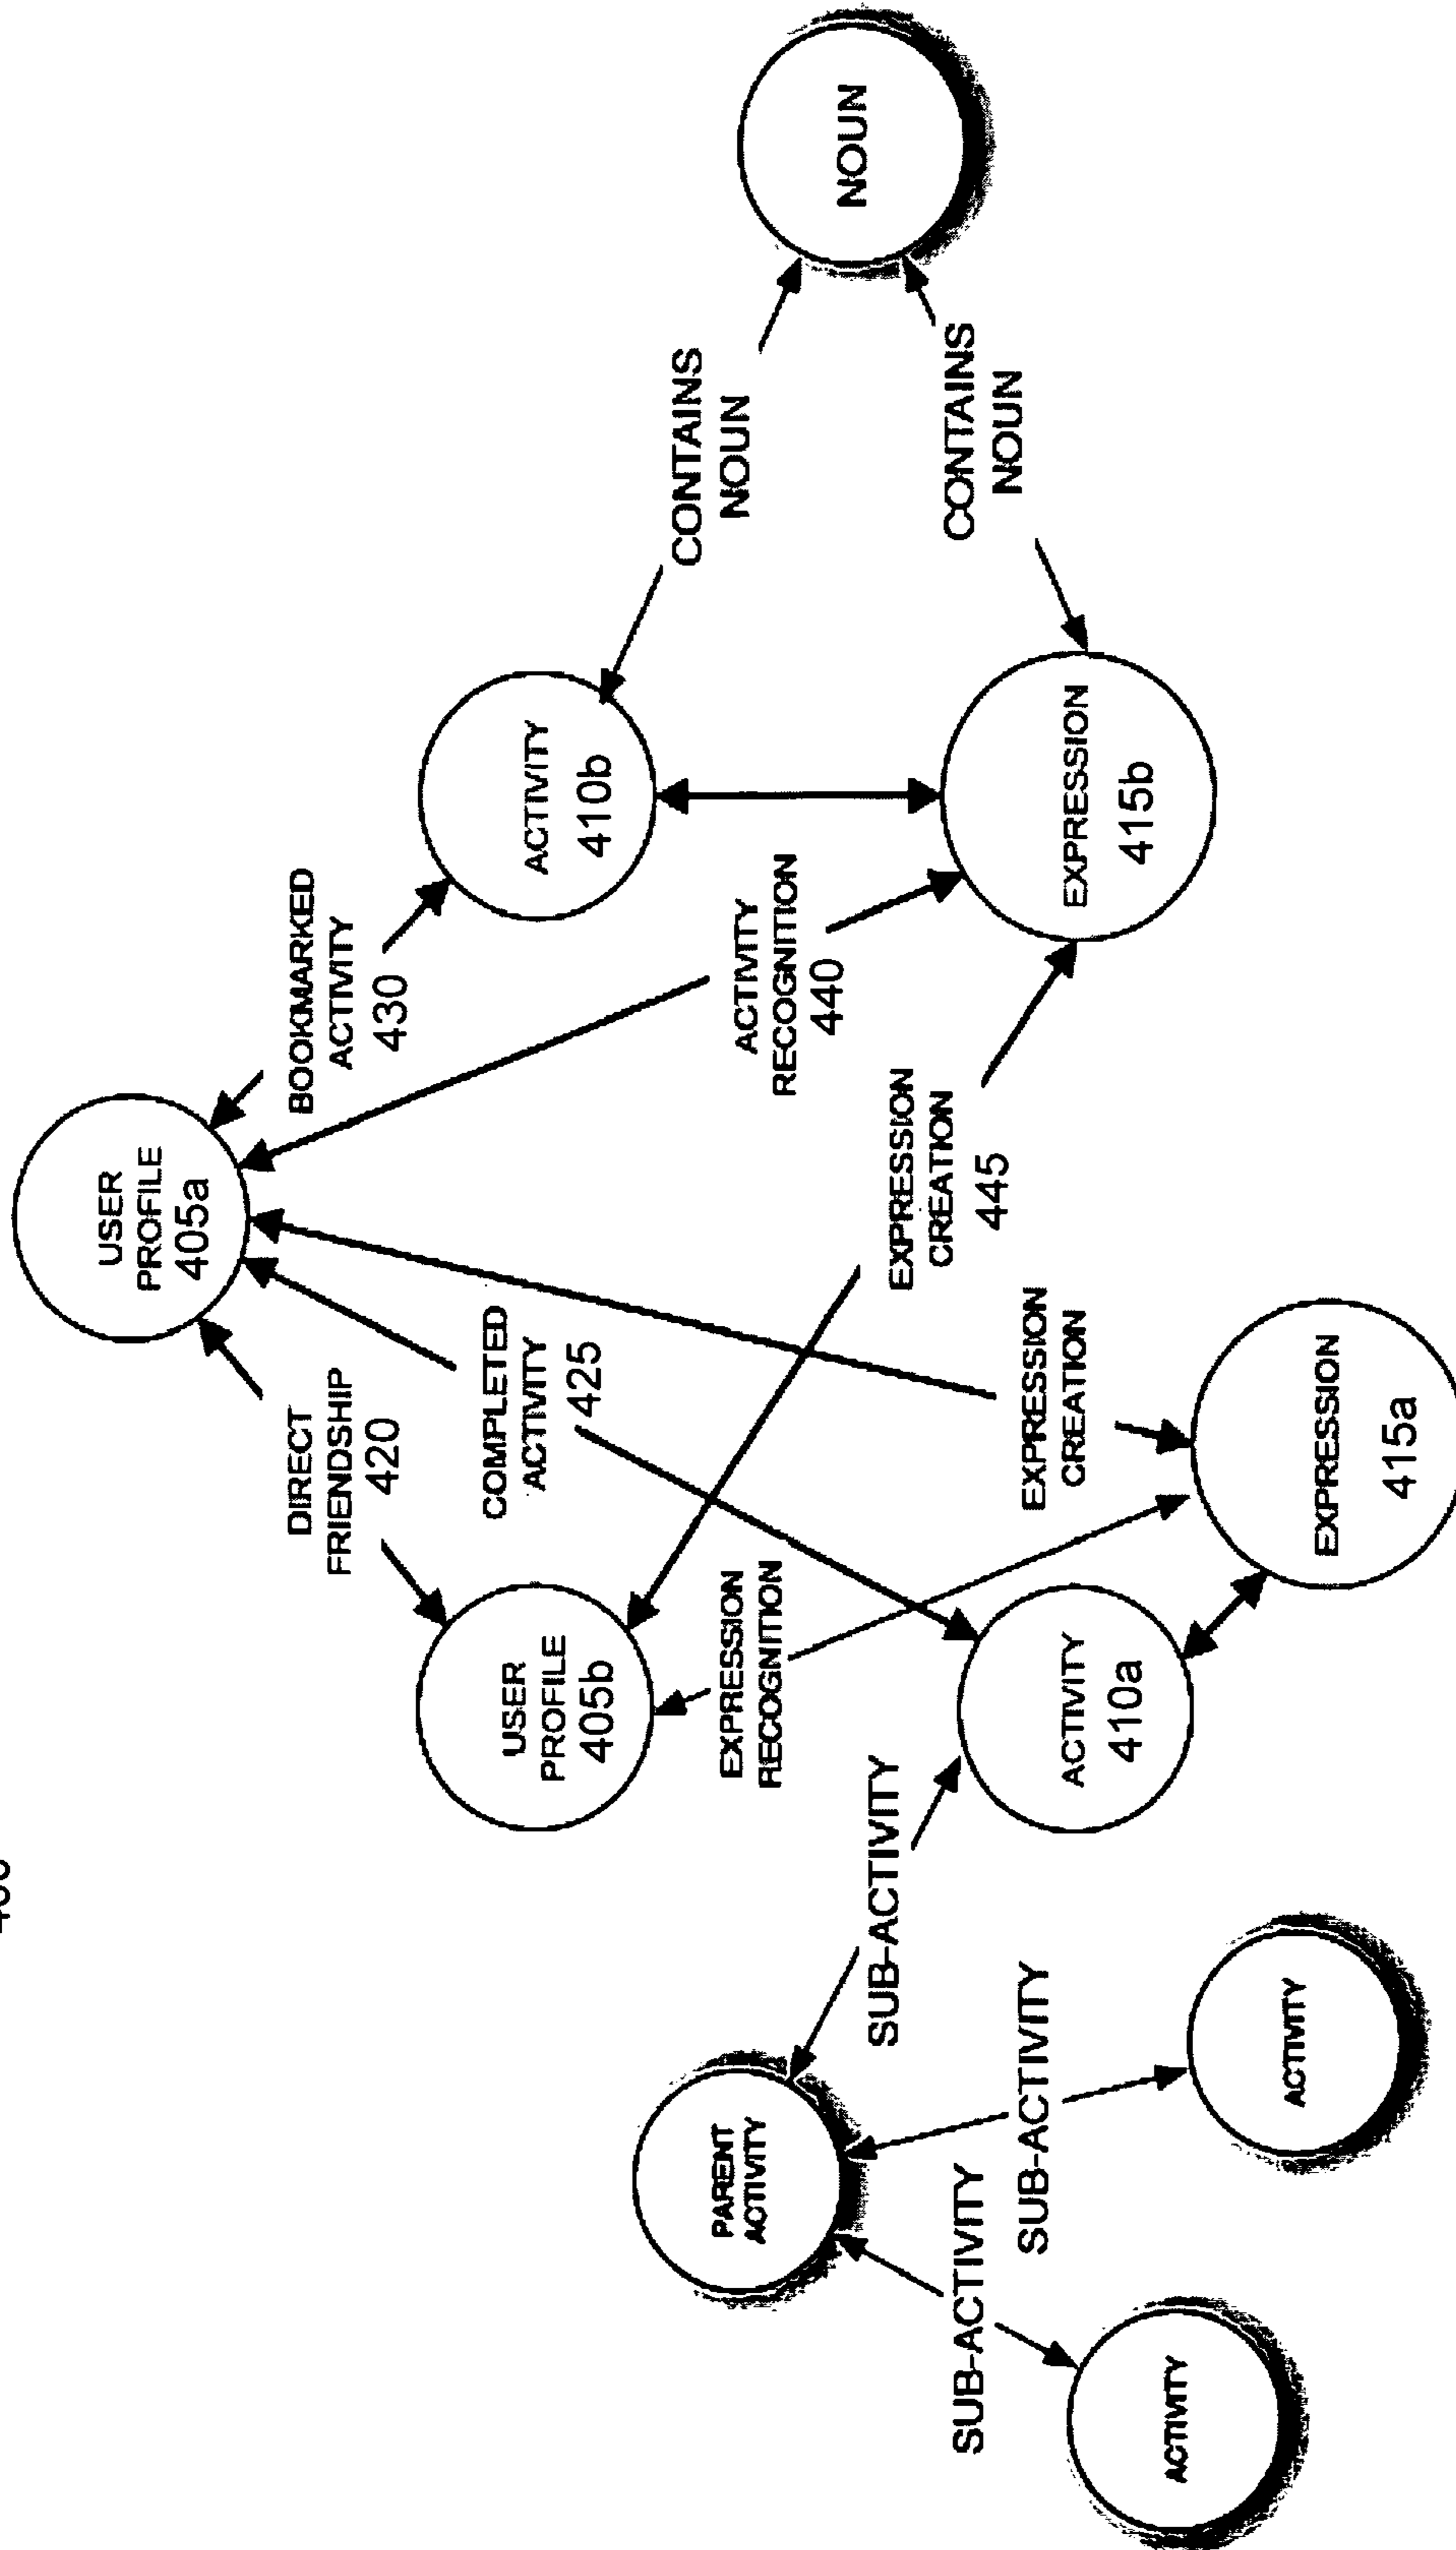 USER
PROFILE
405a
DIRECT
FRIENDSHIP
420
BOOKMARKED
ACTIVITY
430
COMPLETED
ACTIVITY
425
USER
PROFILE
405b
ACTIVITY
410b
CONTAINS
NOUN
NOUN
EXPRESSION
RECOGNITION
ACTIVITY
RECOGNITION
440
EXPRESSION
CREATION
445
CONTAINS
NOUN
PARENT
ACTIVITY
SUB-ACTIVITY
SUB-ACTIVITY
SUB-ACTIVITY
ACTIVITY
410a
EXPRESSION
CREATION
EXPRESSION
415b
ACTIVITY
ACTIVITY
EXPRESSION
415a